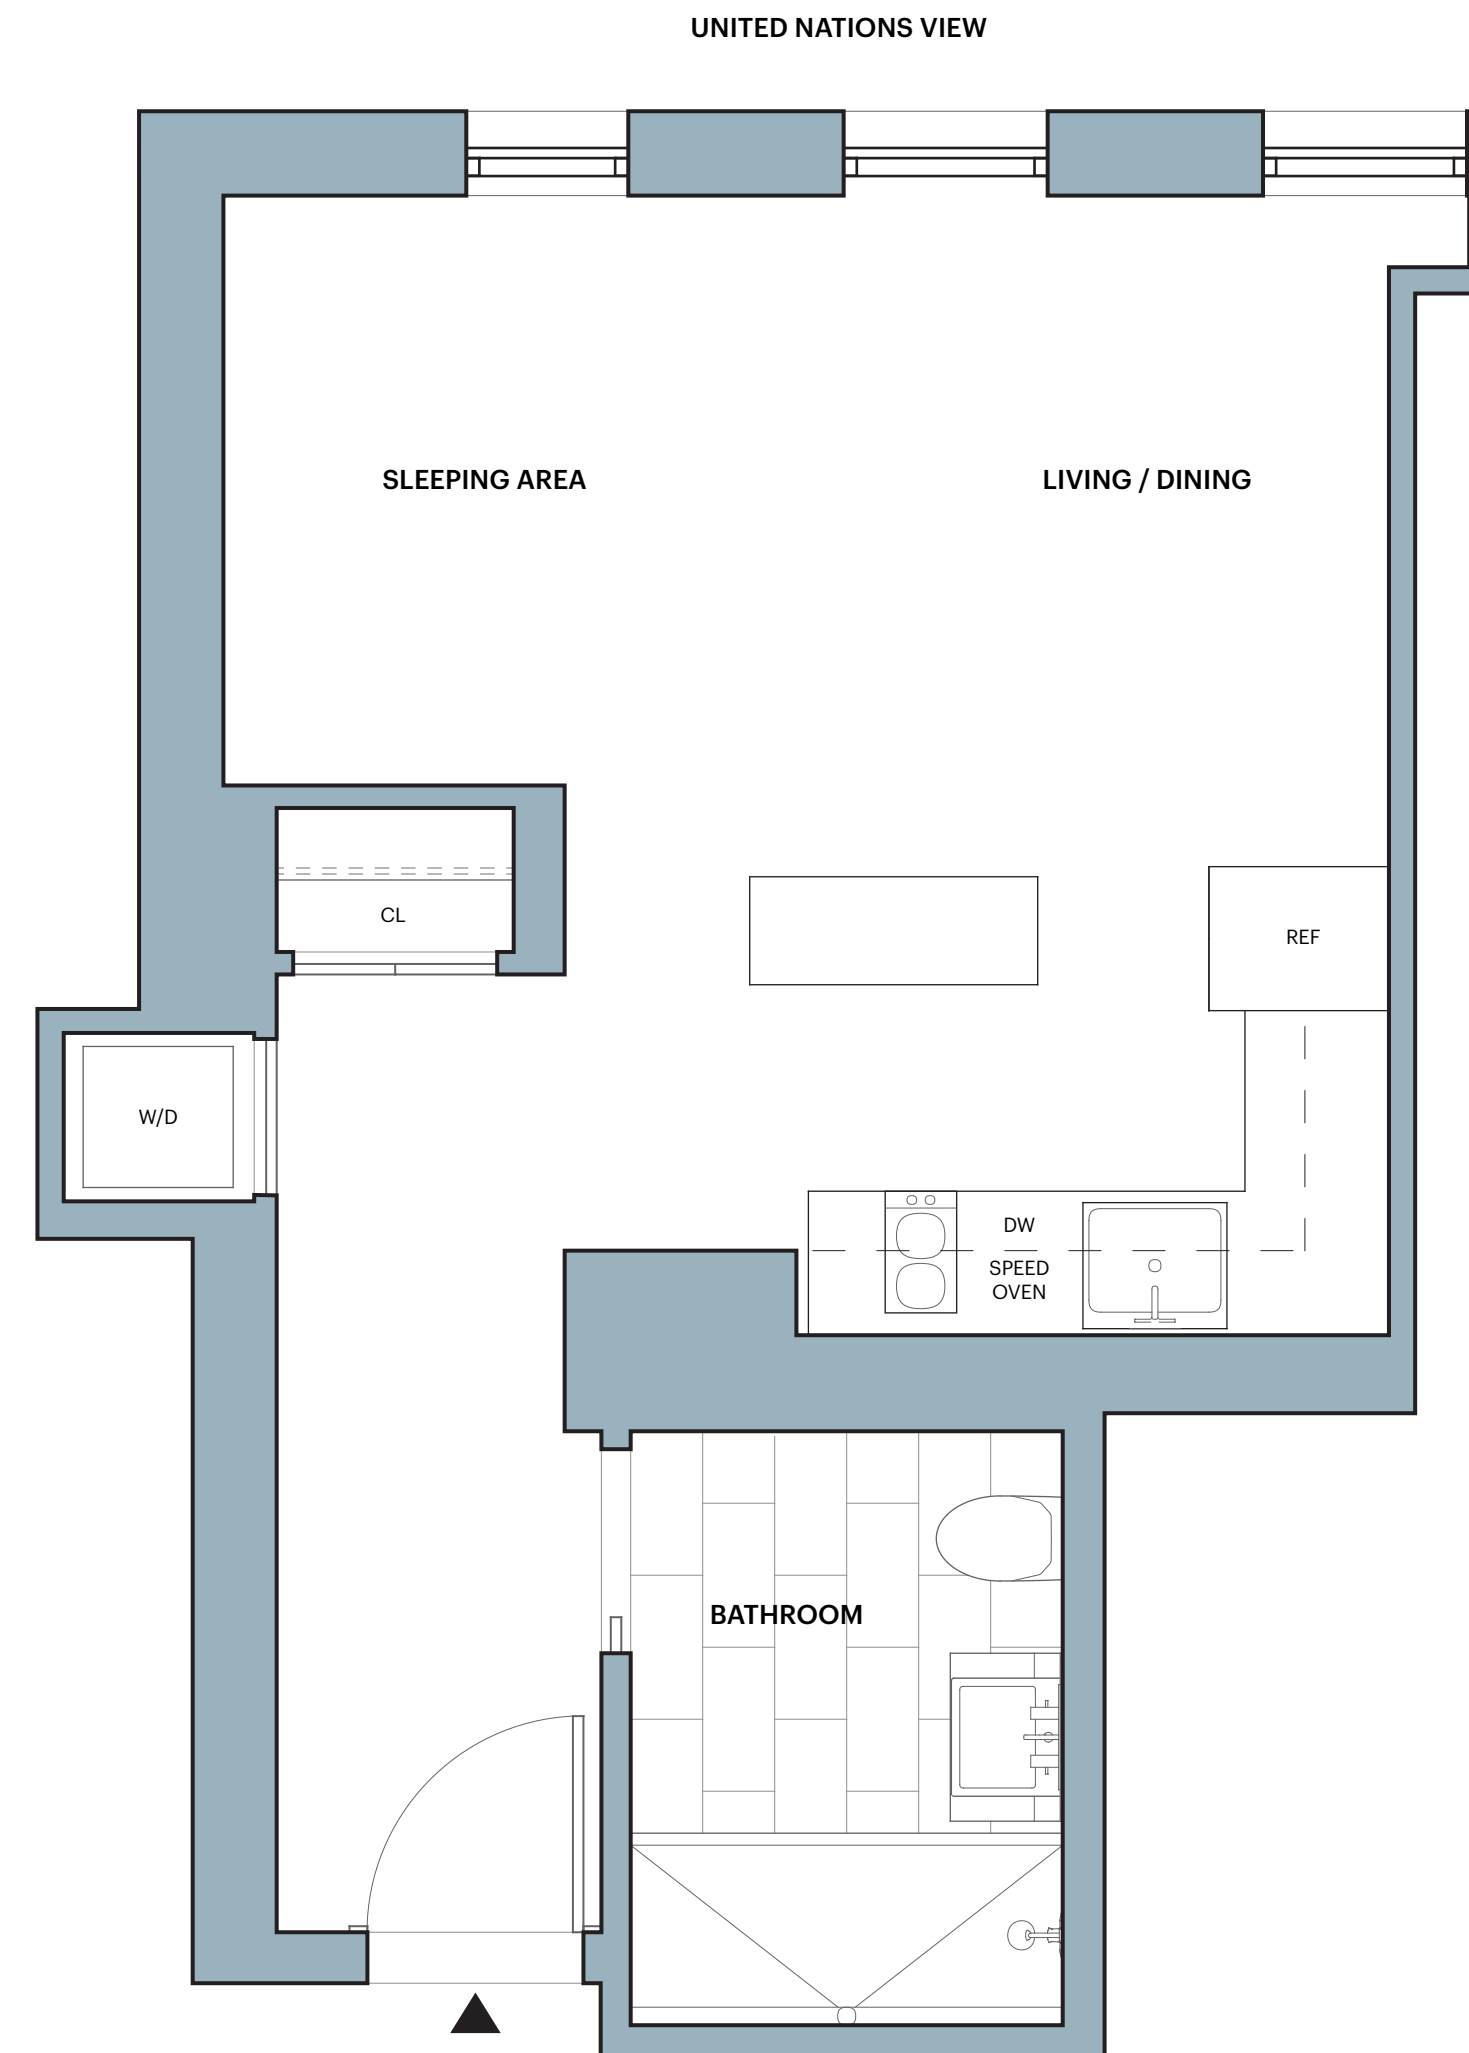 UNITED NATIONS VIEW
SLEEPING AREA
LIVING / DINING
CL
REF
W/D
DW
SPEED
OVEN
BATHROOM